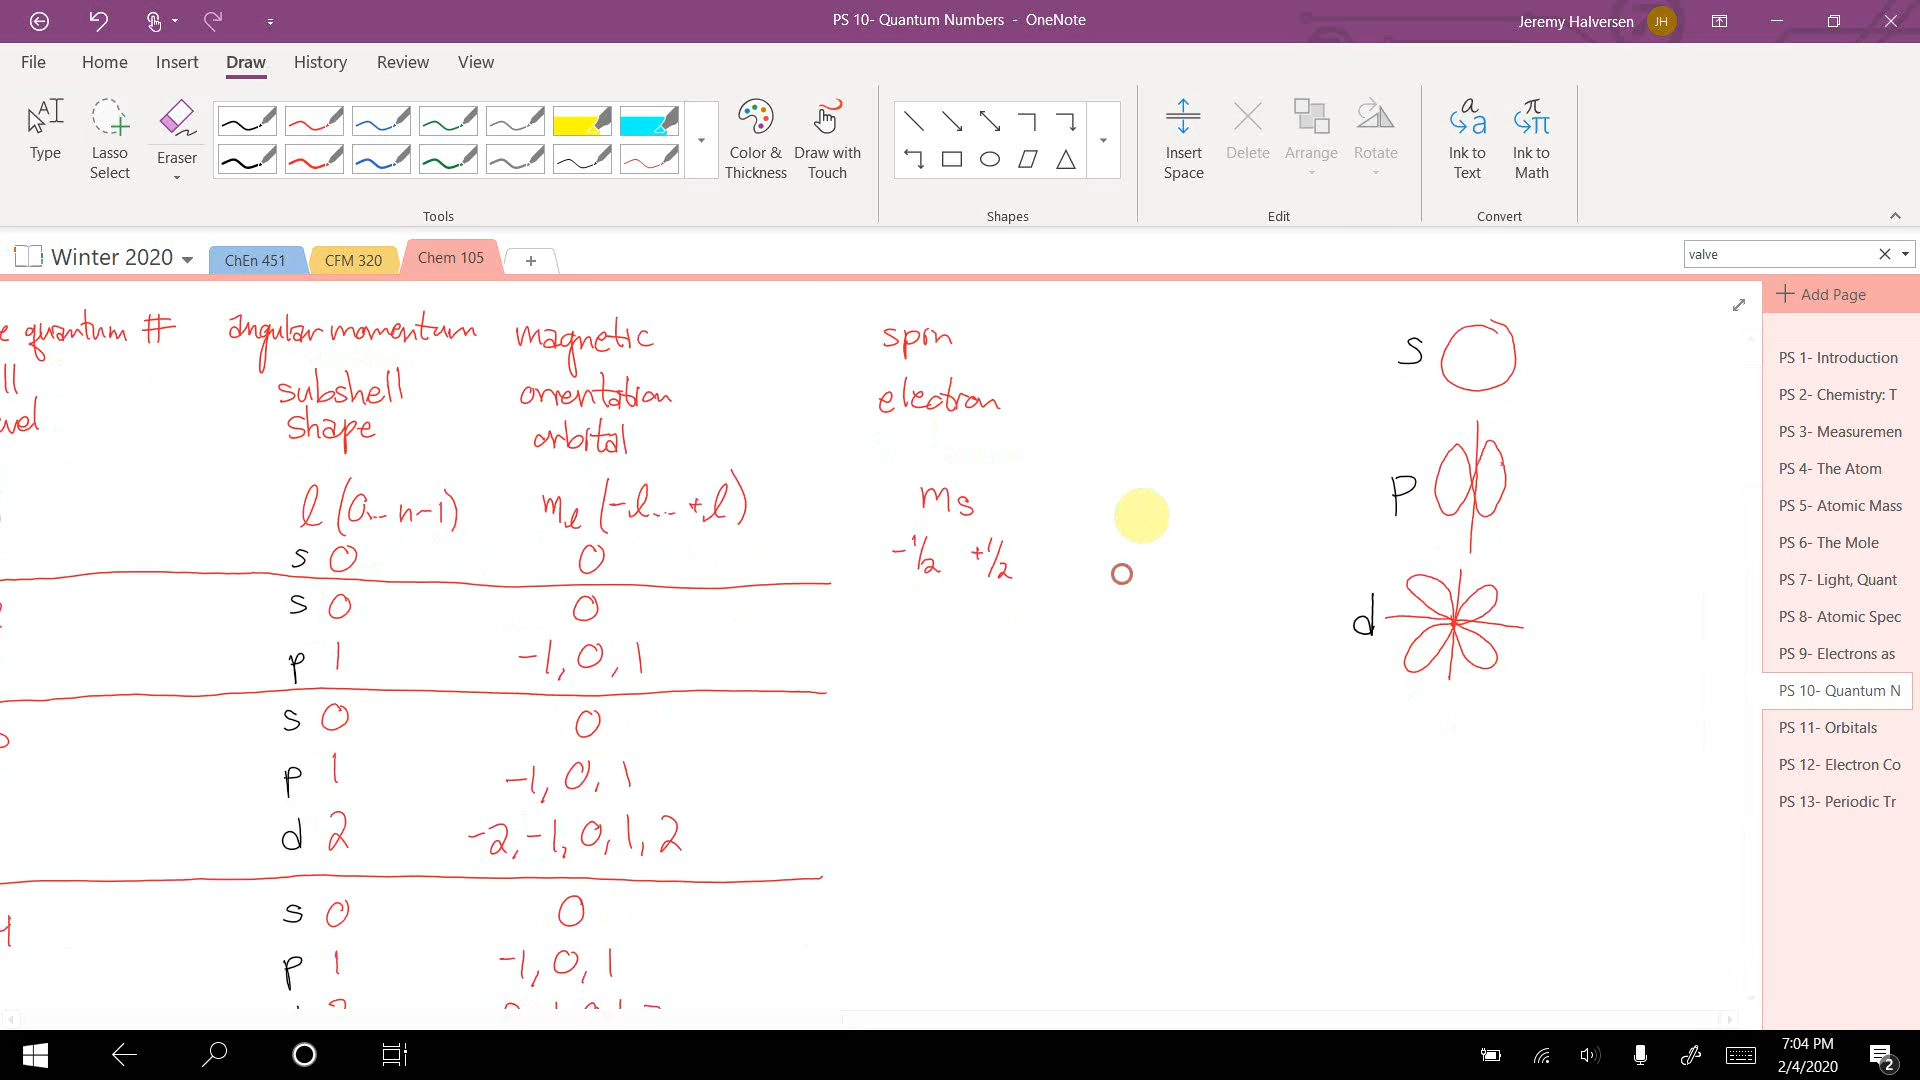 PS 10- Quantum Numbers - OneNote
Jeremy Halversen JH
File Home Insert Draw History Review View
Type
Lasso Select
Eraser
Color & Thickness
Draw with Touch
Insert Space
Delete
Arrange
Rotate
Ink to Text
Ink to Math
Tools
Shapes
Edit
Convert
Winter 2020
ChEn 451
CFM 320
Chem 105
valve
Add Page
PS 1- Introduction
PS 2- Chemistry: T
PS 3- Measuremen
PS 4- The Atom
PS 5- Atomic Mass
PS 6- The Mole
PS 7- Light, Quant
PS 8- Atomic Spec
PS 9- Electrons as
PS 10- Quantum N
PS 11- Orbitals
PS 12- Electron Co
PS 13- Periodic Tr
e quantum # angular momentum magnetic spin
ll subshell orientation electron
vel shape orbital
l (0... n-1) mℓ (-l... +l) ms
s 0 0 -1/2 +1/2
s 0 0
p 1 -1, 0, 1
s 0 0
p 1 -1, 0, 1
d 2 -2, -1, 0, 1, 2
s 0 0
p 1 -1, 0, 1
s
p
d
7:04 PM
2/4/2020
2